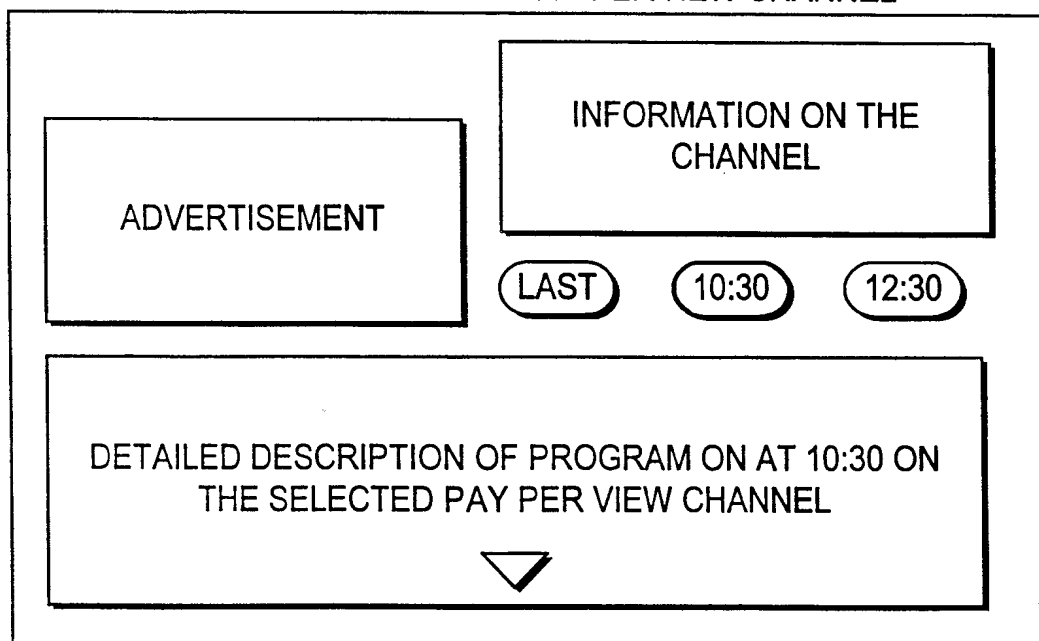 CHANNEL
INFORMATION ON THE
CHANNEL
ADVERTISEMENT
LAST 10:30 12:30
DETAILED DESCRIPTION OF PROGRAM ON AT 10:30 ON
THE SELECTED PAY PER VIEW CHANNEL